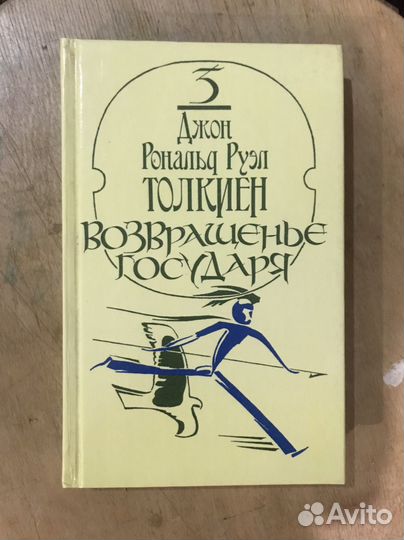 3
Джон
Рональд Руэл
ТОЛКИЕН
ВОЗВРАЩЕНЬЕ
ГОСУДАРЯ
Avito